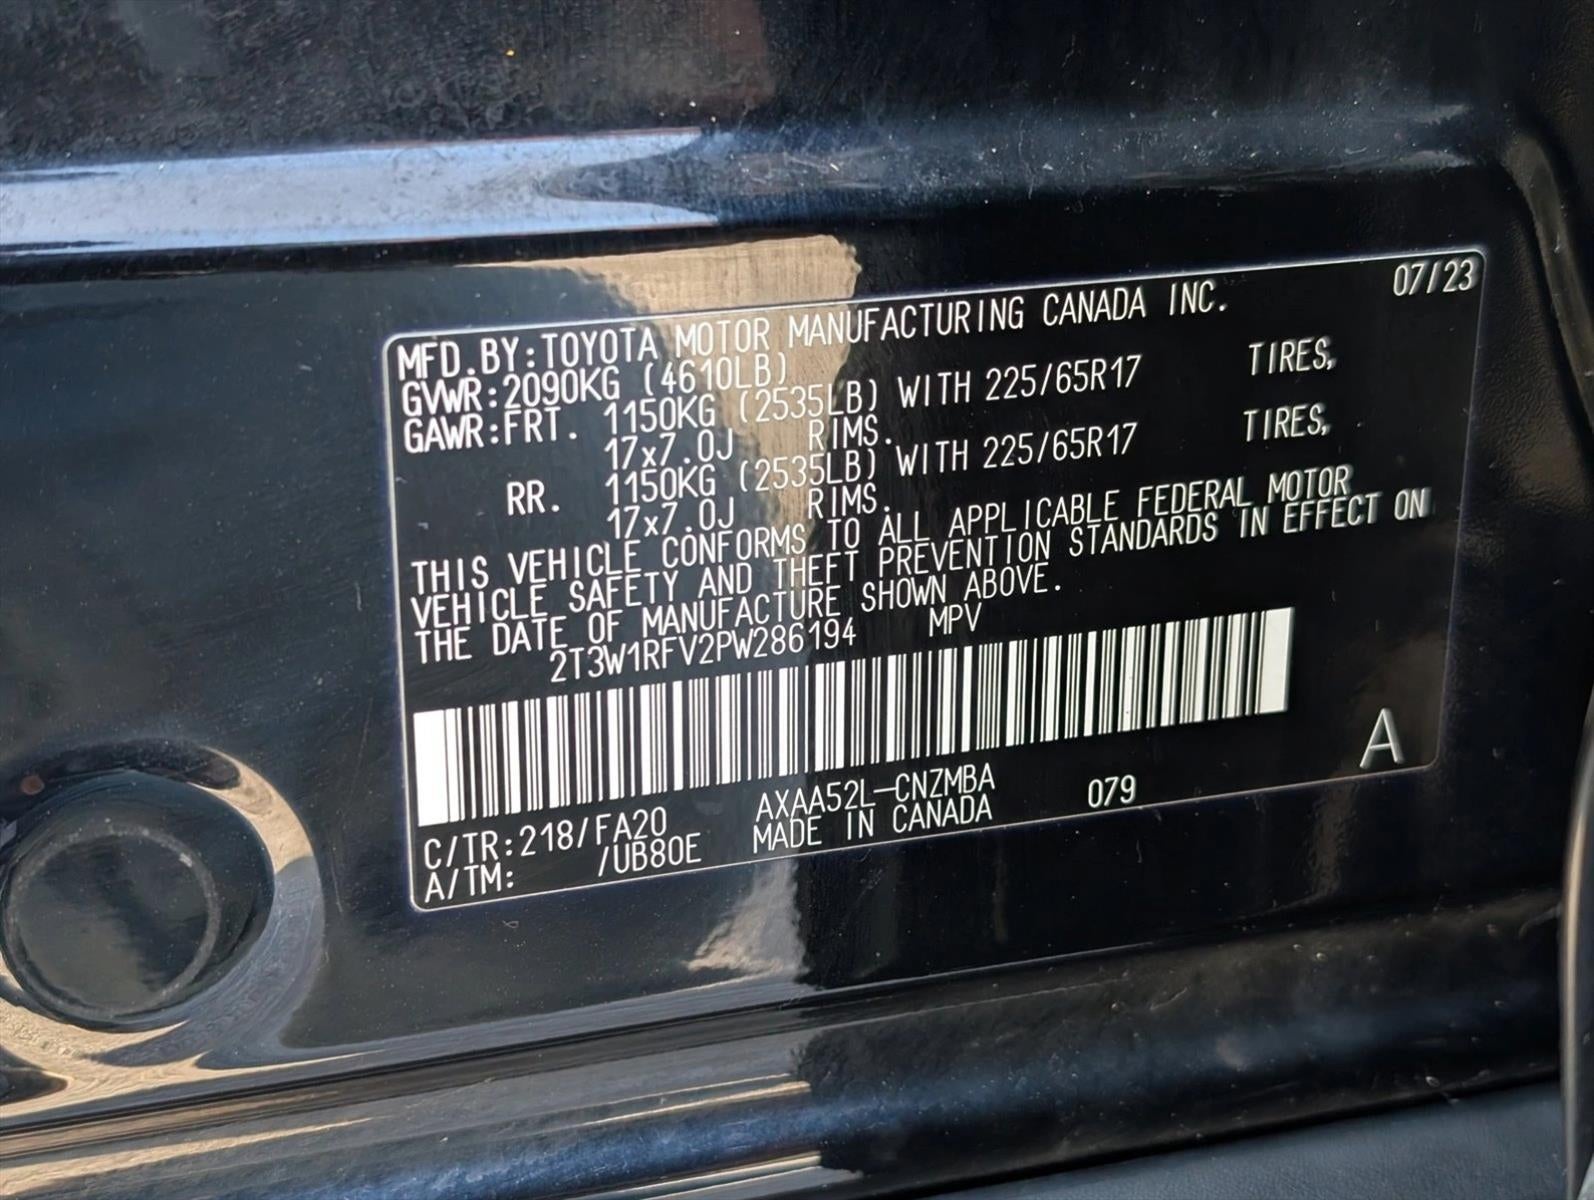 07/23
MFD.BY:TOYOTA MOTOR MANUFACTURING CANADA INC.
GVWR:2090KG (4610LB)
GAWR:FRT. 1150KG (2535LB) WITH 225/65R17 TIRES,
17x7.0J RIMS.
RR. 1150KG (2535LB) WITH 225/65R17 TIRES,
17x7.0J RIMS.
THIS VEHICLE CONFORMS TO ALL APPLICABLE FEDERAL MOTOR
VEHICLE SAFETY AND THEFT PREVENTION STANDARDS IN EFFECT ON
THE DATE OF MANUFACTURE SHOWN ABOVE.
2T3W1RFV2PW286194 MPV
A
C/TR:218/FA20 AXAA52L-CNZMBA 079
A/TM: /UB80E MADE IN CANADA